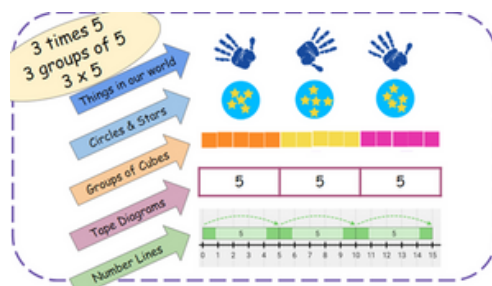 3 times 5
3 groups of 5
3 x 5
Things in our world
Circles & Stars
Groups of Cubes
Tape Diagrams
5 5 5
Number Lines
5 5 5
0 1 2 3 4 5 6 7 8 9 10 11 12 13 14 15